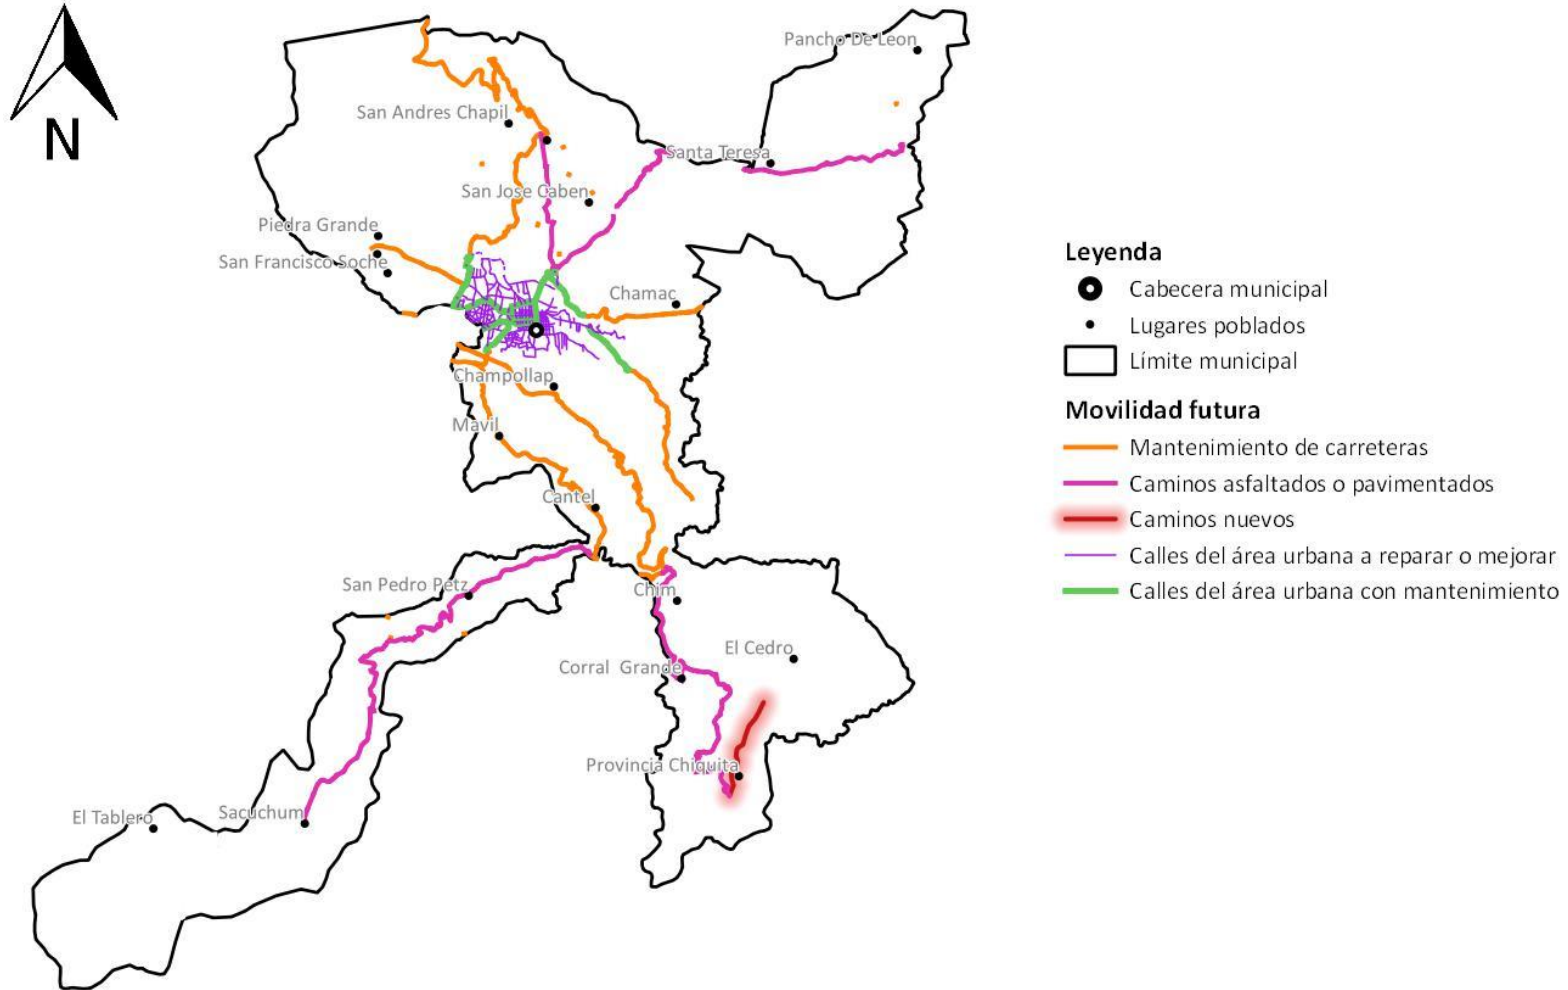 N
Pancho De Leon
San Andres Chapil
Santa Teresa
San Jose Caben
Piedra Grande
San Francisco Soche
Chamac
Champollap
Mavil
Cantel
San Pedro Petz
Chim
El Cedro
Corral Grande
Provincia Chiquita
El Tablero
Sacuchum
Leyenda
Cabecera municipal
Lugares poblados
Límite municipal
Movilidad futura
Mantenimiento de carreteras
Caminos asfaltados o pavimentados
Caminos nuevos
Calles del área urbana a reparar o mejorar
Calles del área urbana con mantenimiento